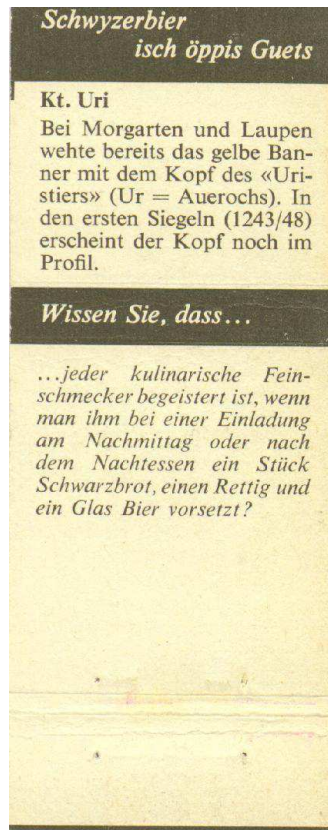 Schwyzerbier
isch öppis Guets
Kt. Uri
Bei Morgarten und Laupen
wehte bereits das gelbe Ban-
ner mit dem Kopf des «Uri-
stiers» (Ur = Auerochs). In
den ersten Siegeln (1243/48)
erscheint der Kopf noch im
Profil.
Wissen Sie, dass...
...jeder kulinarische Fein-
schmecker begeistert ist, wenn
man ihm bei einer Einladung
am Nachmittag oder nach
dem Nachtessen ein Stück
Schwarzbrot, einen Rettig und
ein Glas Bier vorsetzt?